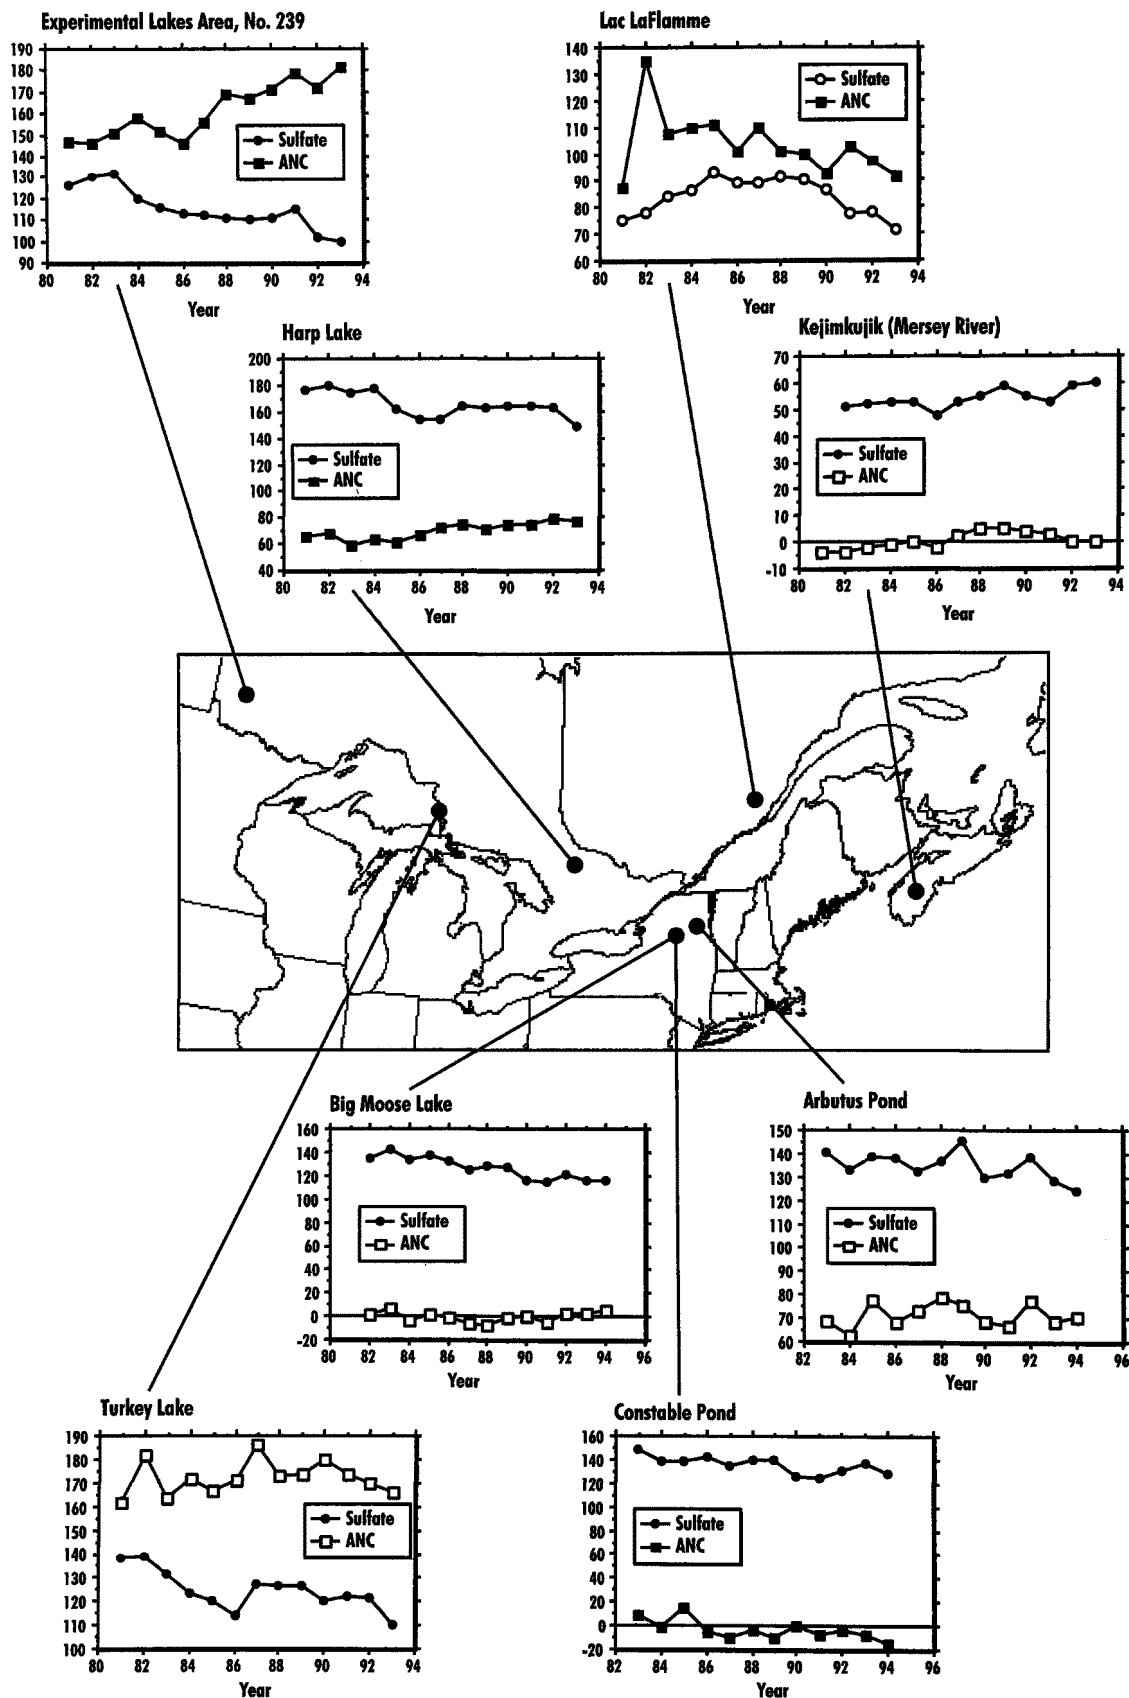 Experimental Lakes Area, No. 239
190
180
170
160
150
140
130
120
110
100
90
Sulfate
ANC
80 82 84 86 88 90 92 94
Year
Lac LaFlamme
140
130
120
110
100
90
80
70
60
Sulfate
ANC
80 82 84 86 88 90 92 94
Year
Harp Lake
200
180
160
140
120
100
80
60
40
Sulfate
ANC
80 82 84 86 88 90 92 94
Year
Kejimkujik (Mersey River)
70
60
50
40
30
20
10
0
-10
Sulfate
ANC
80 82 84 86 88 90 92 94
Year
Big Moose Lake
160
140
120
100
80
60
40
20
0
-20
Sulfate
ANC
80 82 84 86 88 90 92 94 96
Year
Arbutus Pond
150
140
130
120
110
100
90
80
70
60
Sulfate
ANC
82 84 86 88 90 92 94 96
Year
Turkey Lake
190
180
170
160
150
140
130
120
110
100
Sulfate
ANC
80 82 84 86 88 90 92 94
Year
Constable Pond
160
140
120
100
80
60
40
20
0
-20
Sulfate
ANC
82 84 86 88 90 92 94 96
Year